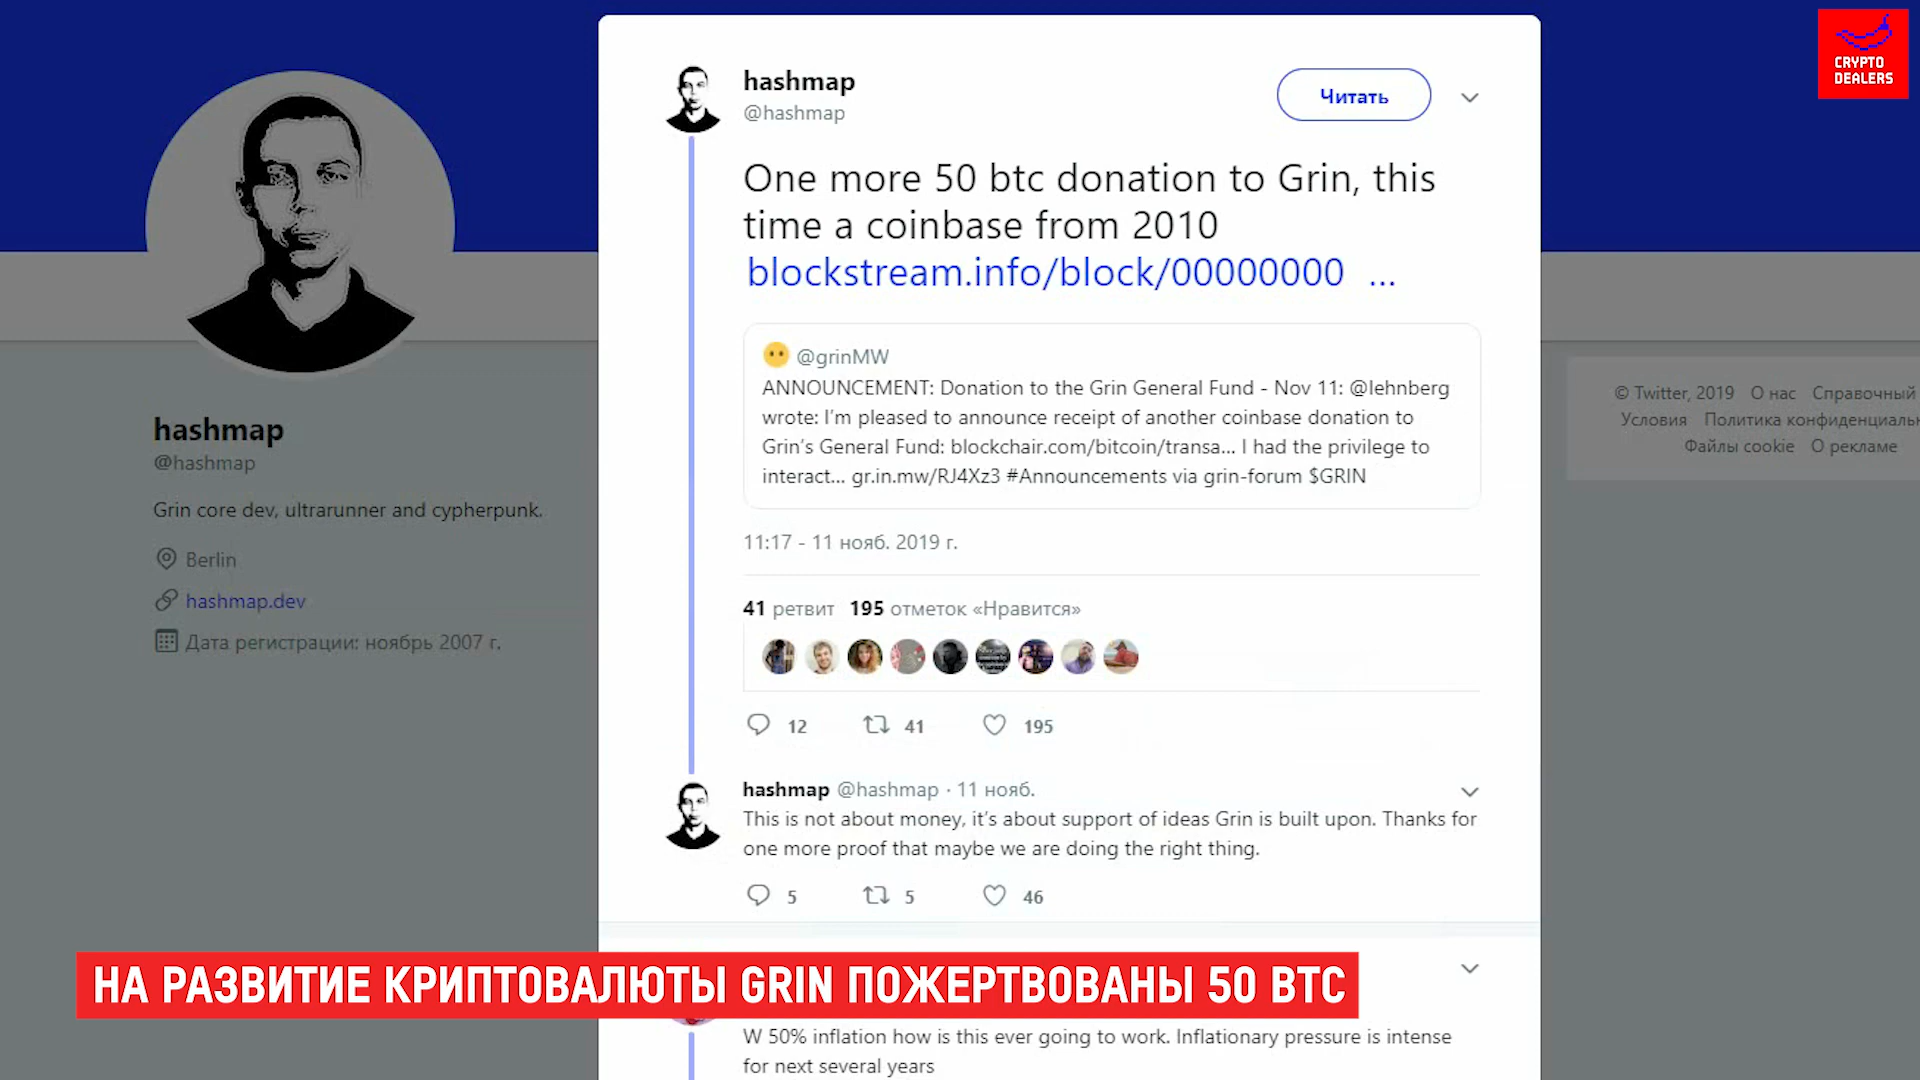 CRYPTO
DEALERS
hashmap
@hashmap
Читать
One more 50 btc donation to Grin, this
time a coinbase from 2010
blockstream.info/block/00000000 ...
@grinMW
ANNOUNCEMENT: Donation to the Grin General Fund - Nov 11: @lehnberg
wrote: I'm pleased to announce receipt of another coinbase donation to
Grin's General Fund: blockchair.com/bitcoin/transa... I had the privilege to
interact... gr.in.mw/RJ4Xz3 #Announcements via grin-forum $GRIN
11:17 - 11 нояб. 2019 г.
41 ретвит 195 отметок «Нравится»
12 41 195
hashmap @hashmap · 11 нояб.
This is not about money, it's about support of ideas Grin is built upon. Thanks for
one more proof that maybe we are doing the right thing.
5 5 46
W 50% inflation how is this ever going to work. Inflationary pressure is intense
for next several years
hashmap
@hashmap
Grin core dev, ultrarunner and cypherpunk.
Berlin
hashmap.dev
Дата регистрации: ноябрь 2007 г.
© Twitter, 2019 О нас Справочный
Условия Политика конфиденциальн
Файлы cookie О рекламе
НА РАЗВИТИЕ КРИПТОВАЛЮТЫ GRIN ПОЖЕРТВОВАНЫ 50 BTC